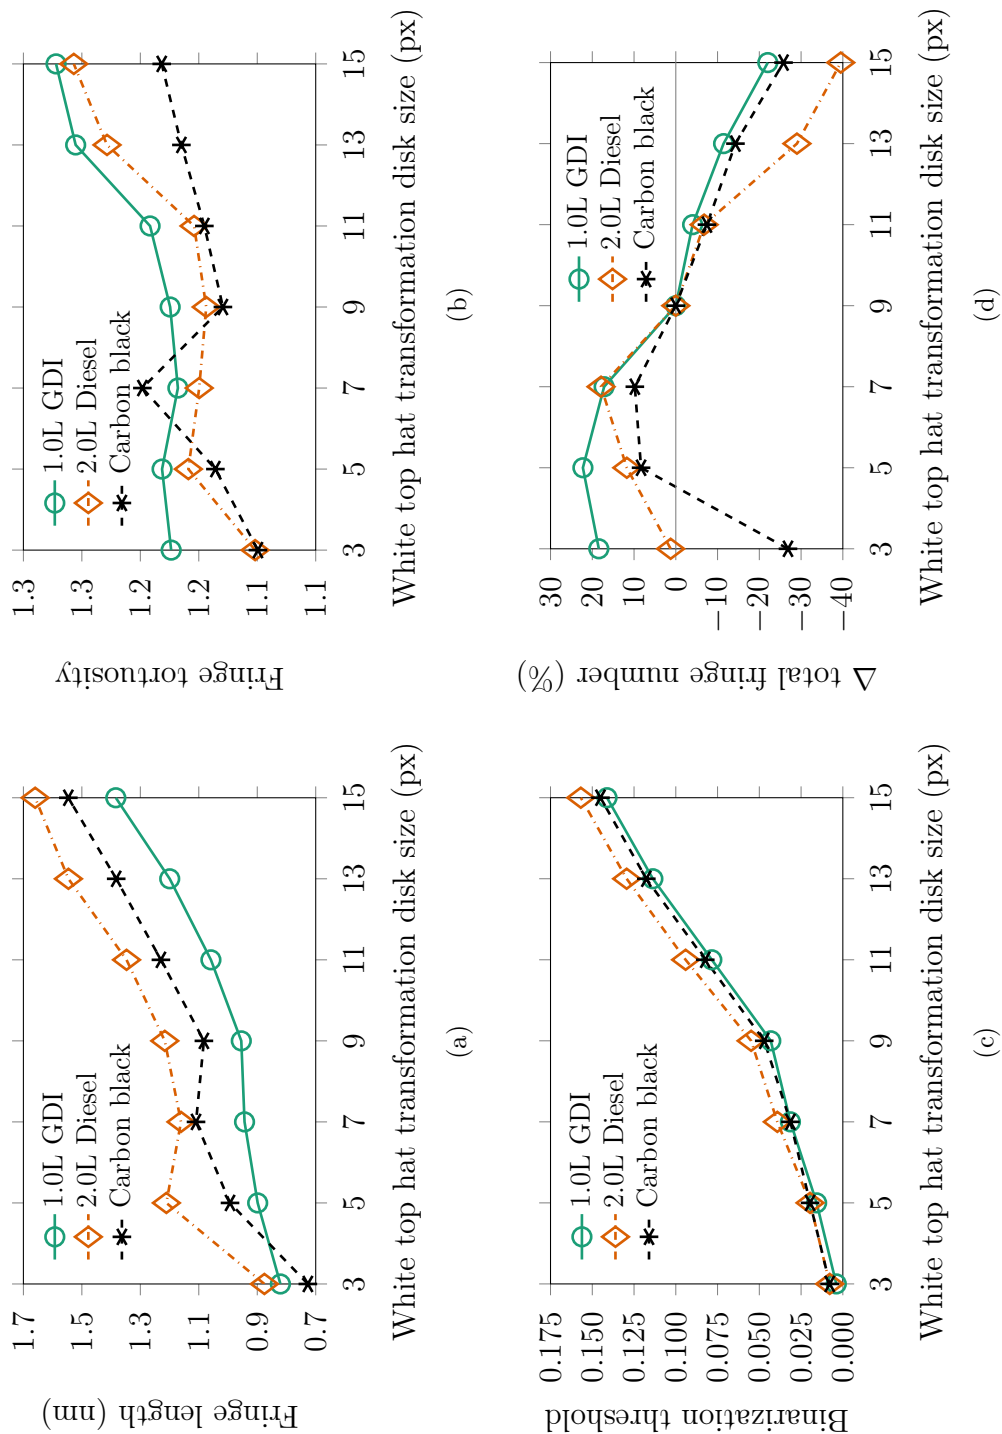 1.7
1.5
1.3
1.1
0.9
0.7
3
5
7
9
11
13
15
Fringe length (nm)
White top hat transformation disk size (px)
1.0L GDI
2.0L Diesel
Carbon black
(a)
1.3
1.3
1.2
1.2
1.1
1.1
3
5
7
9
11
13
15
Fringe tortuosity
White top hat transformation disk size (px)
1.0L GDI
2.0L Diesel
Carbon black
(b)
0.175
0.150
0.125
0.100
0.075
0.050
0.025
0.000
3
5
7
9
11
13
15
Binarization threshold
White top hat transformation disk size (px)
1.0L GDI
2.0L Diesel
Carbon black
(c)
30
20
10
0
−10
−20
−30
−40
3
5
7
9
11
13
15
Δ total fringe number (%)
White top hat transformation disk size (px)
1.0L GDI
2.0L Diesel
Carbon black
(d)